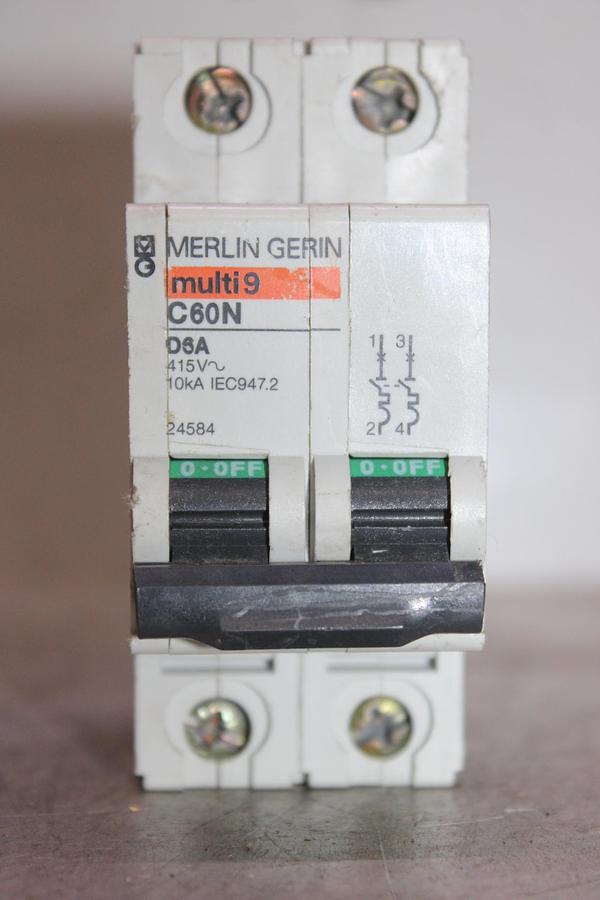 MERLIN GERIN
multi9
C60N
D6A
415V~
10kA IEC947.2
24584
1 3
2 4
0·OFF 0·OFF